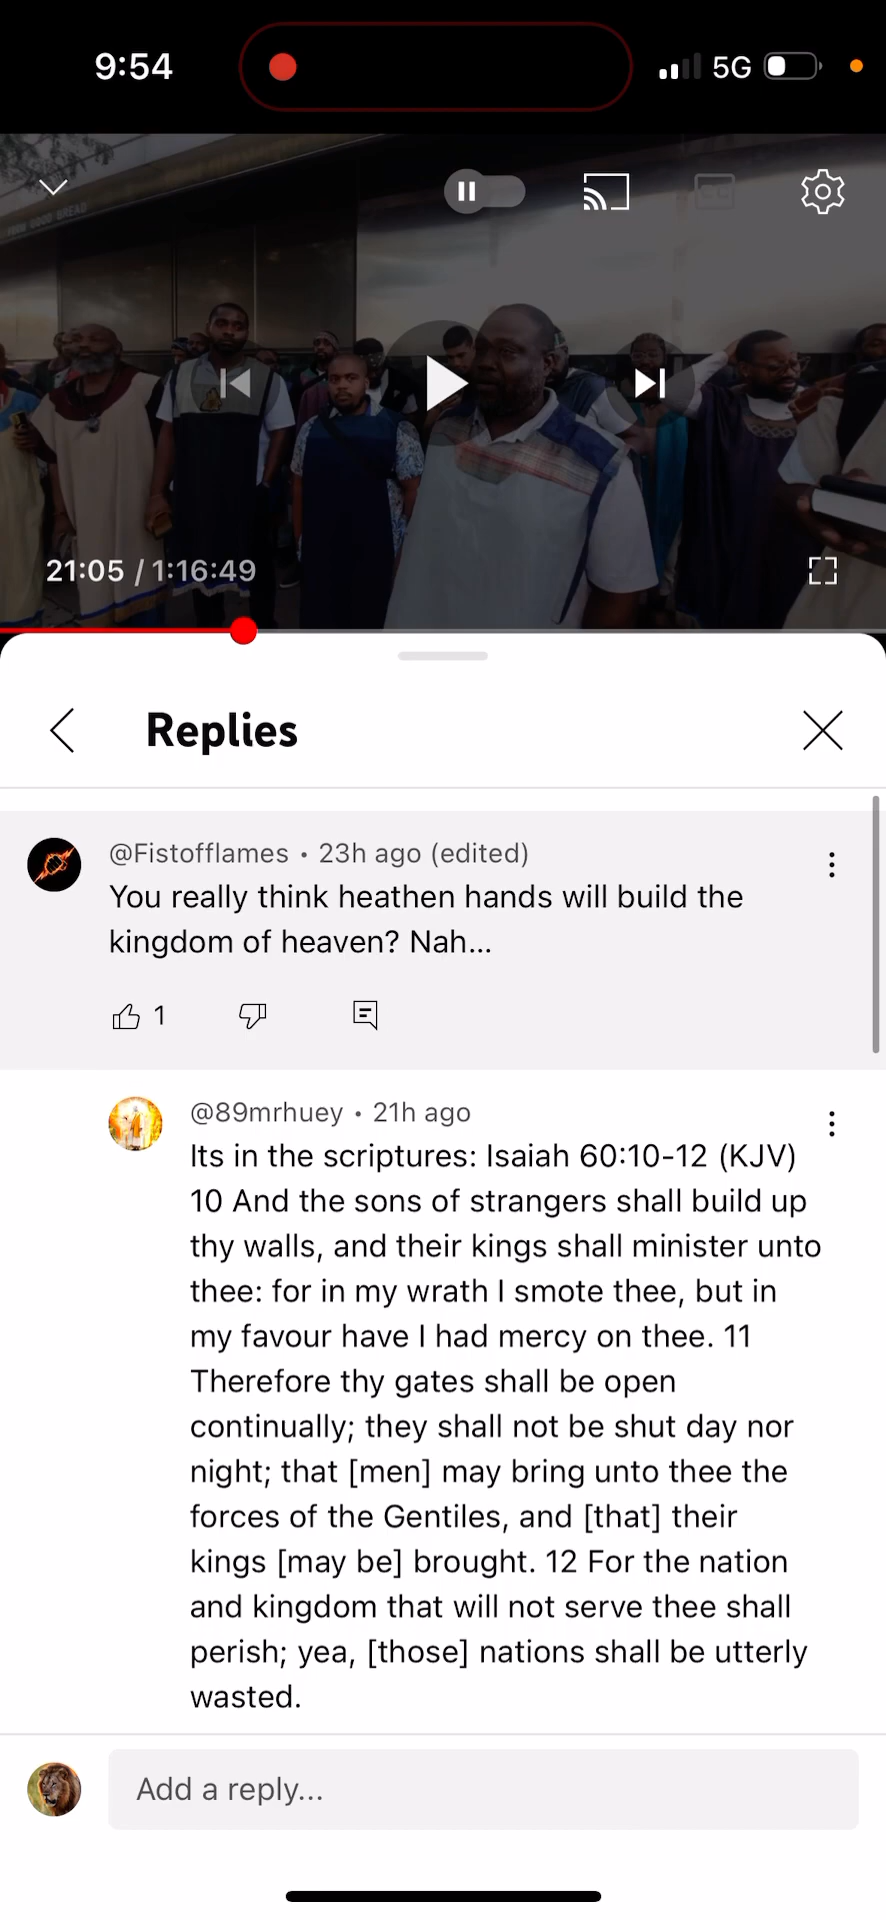 9:54
5G
YOUR GOOD BREAD
CC
21:05 / 1:16:49
Replies
@Fistofflames • 23h ago (edited)
You really think heathen hands will build the
kingdom of heaven? Nah...
1
@89mrhuey • 21h ago
Its in the scriptures: Isaiah 60:10-12 (KJV)
10 And the sons of strangers shall build up
thy walls, and their kings shall minister unto
thee: for in my wrath I smote thee, but in
my favour have I had mercy on thee. 11
Therefore thy gates shall be open
continually; they shall not be shut day nor
night; that [men] may bring unto thee the
forces of the Gentiles, and [that] their
kings [may be] brought. 12 For the nation
and kingdom that will not serve thee shall
perish; yea, [those] nations shall be utterly
wasted.
Add a reply...